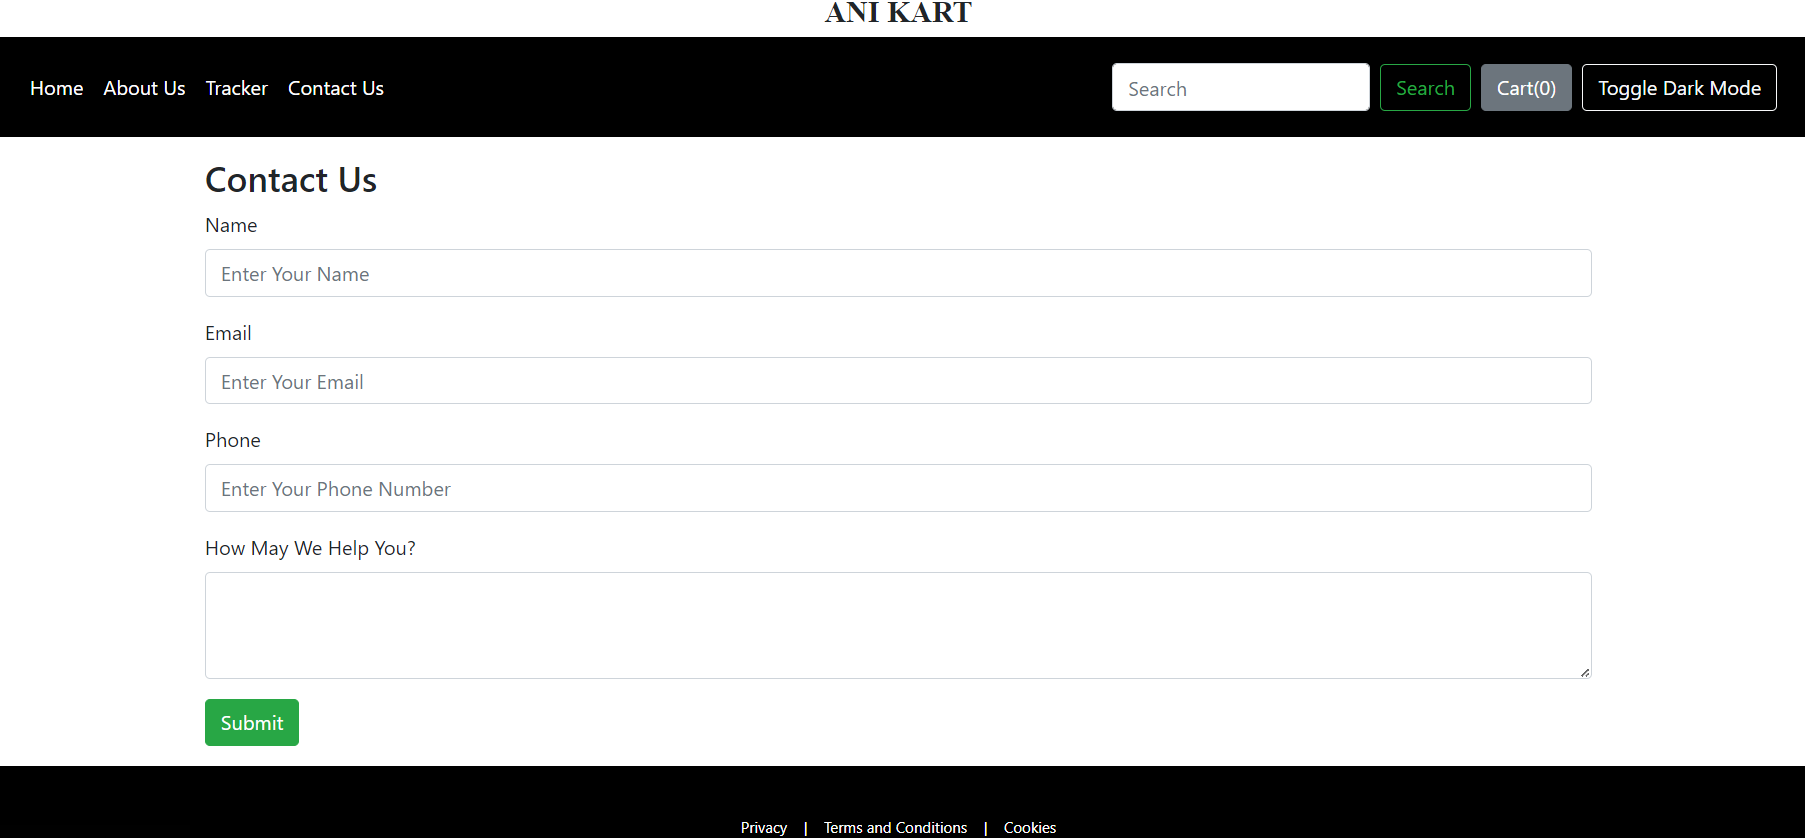 ANI KART
Home About Us Tracker Contact Us Search Search Cart(0) Toggle Dark Mode
Contact Us
Name
Enter Your Name
Email
Enter Your Email
Phone
Enter Your Phone Number
How May We Help You?
Submit
Privacy | Terms and Conditions | Cookies